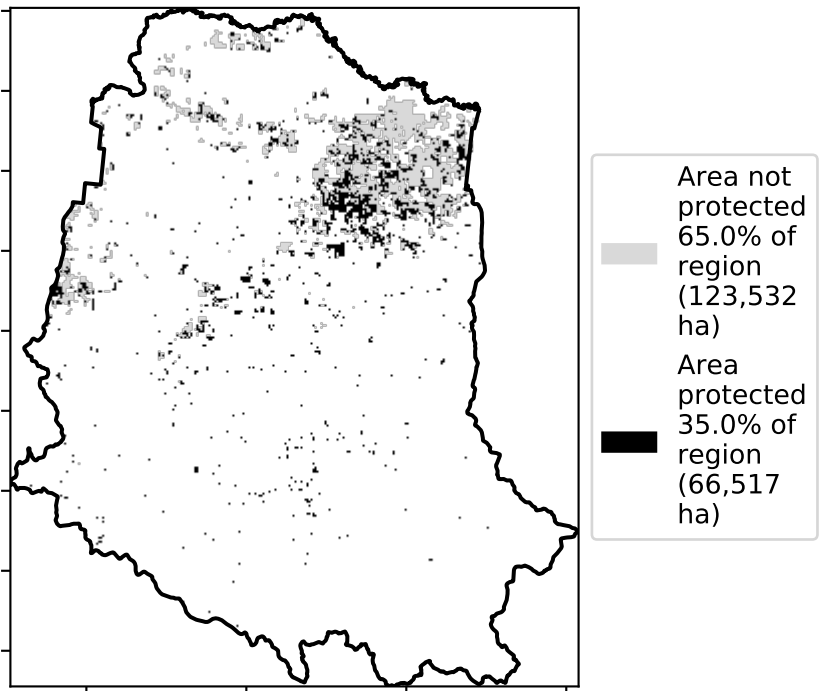 Area not
protected
65.0% of
region
(123,532
ha)
Area
protected
35.0% of
region
(66,517
ha)